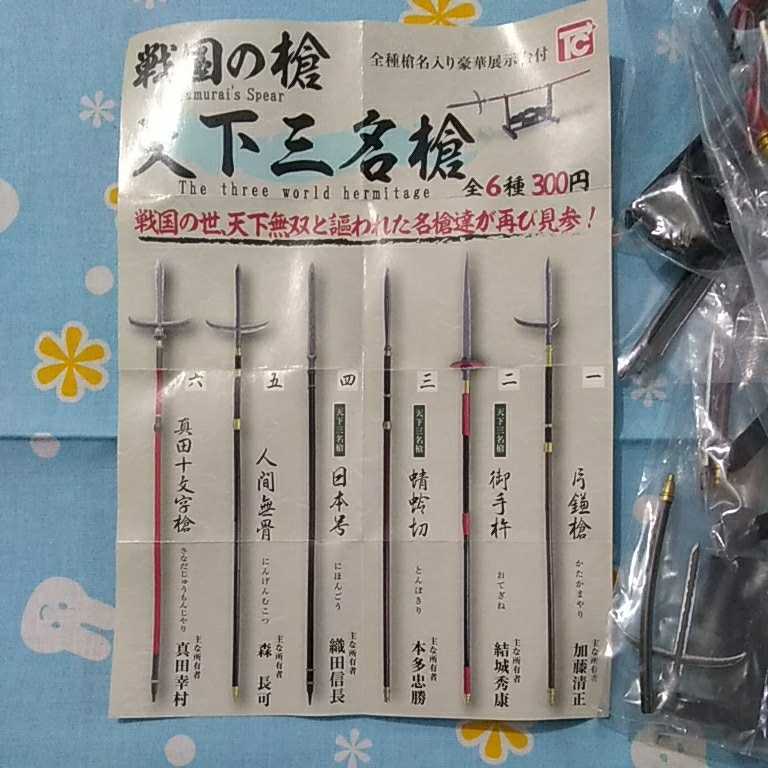 戦国の槍
Samurai's Spear
全種槍名入り豪華展示台付
TC
天下三名槍
The three world hermitage
全6種300円
戦国の世、天下無双と謳われた名槍達が再び見参!
一
片鎌槍
かたかまやり
主な所有者
加藤清正
二
天下三名槍
御手杵
おてぎね
主な所有者
結城秀康
三
天下三名槍
蜻蛉切
とんぼきり
主な所有者
本多忠勝
四
天下三名槍
日本号
にほんごう
主な所有者
織田信長
五
人間無骨
にんげんむこつ
主な所有者
森 長可
六
真田十文字槍
さなだじゅうもんじやり
主な所有者
真田幸村